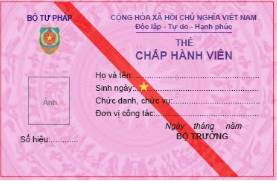 BỘ TƯ PHÁP
CỘNG HÒA XÃ HỘI CHỦ NGHĨA VIỆT NAM
Độc lập - Tự do - Hạnh phúc
THẺ
CHẤP HÀNH VIÊN
Họ và tên:
Sinh ngày:
Chức danh, chức vụ:
Đơn vị công tác:
Ảnh
Ngày tháng năm
Số hiệu:
BỘ TRƯỞNG